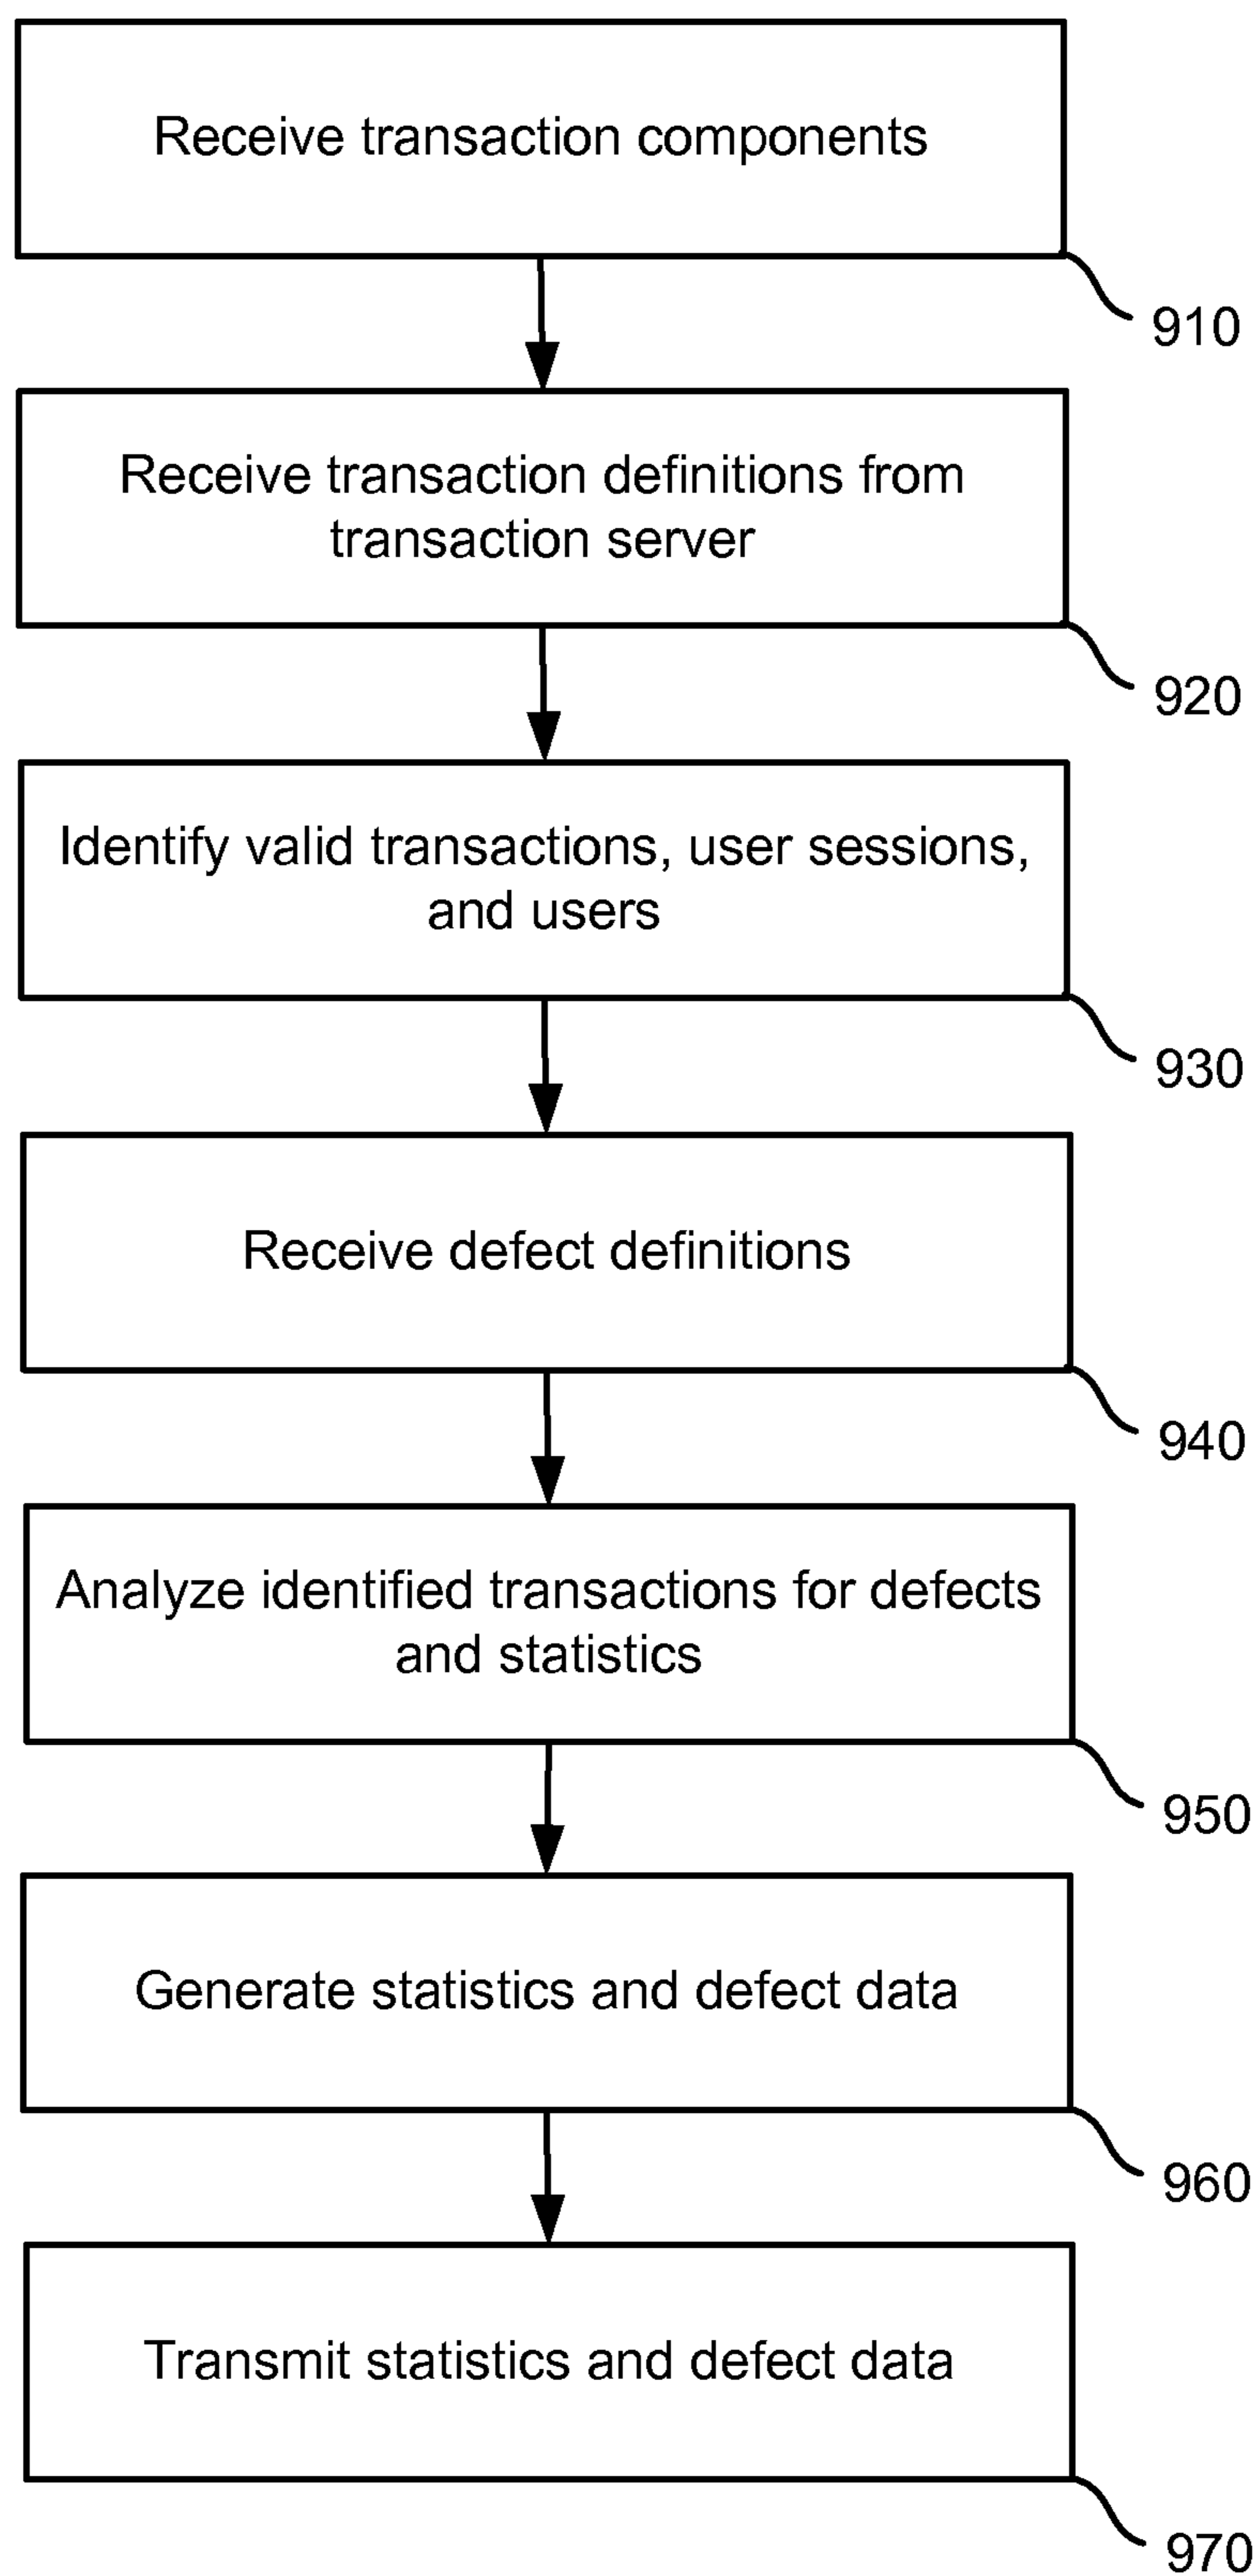 Receive transaction components
910
Receive transaction definitions from
transaction server
920
Identify valid transactions, user sessions,
and users
930
Receive defect definitions
940
Analyze identified transactions for defects
and statistics
950
Generate statistics and defect data
960
Transmit statistics and defect data
970